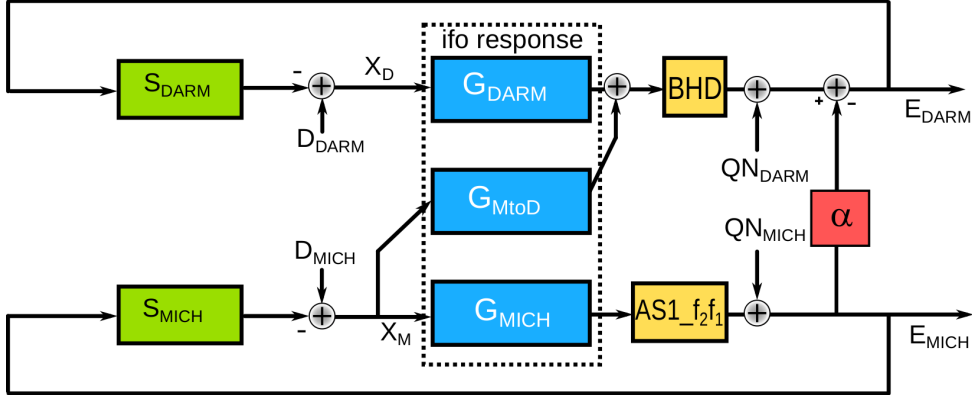 ifo response
S_DARM
-
X_D
G_DARM
BHD
+ -
E_DARM
D_DARM
QN_DARM
G_MtoD
α
D_MICH
QN_MICH
S_MICH
-
X_M
G_MICH
AS1_f₂f₁
E_MICH